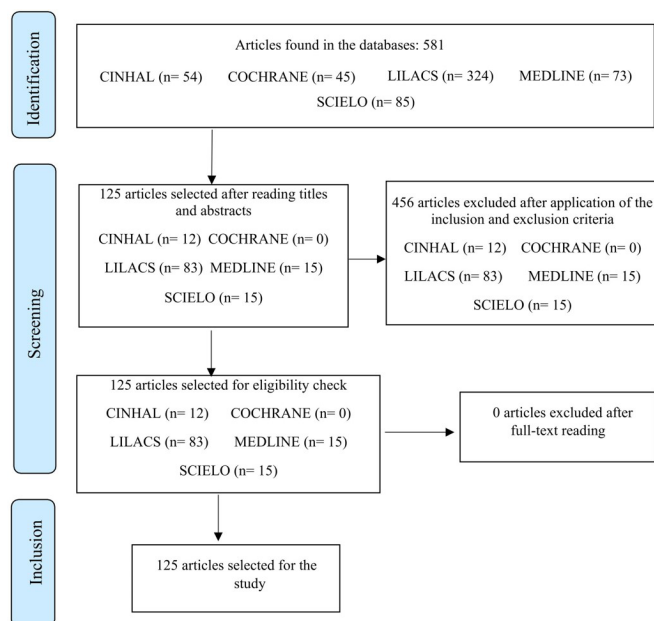 Identification
Articles found in the databases: 581
CINHAL (n= 54) COCHRANE (n= 45) LILACS (n= 324) MEDLINE (n= 73)
SCIELO (n= 85)
Screening
125 articles selected after reading titles
and abstracts
CINHAL (n= 12) COCHRANE (n= 0)
LILACS (n= 83) MEDLINE (n= 15)
SCIELO (n= 15)
456 articles excluded after application of the
inclusion and exclusion criteria
CINHAL (n= 12) COCHRANE (n= 0)
LILACS (n= 83) MEDLINE (n= 15)
SCIELO (n= 15)
125 articles selected for eligibility check
CINHAL (n= 12) COCHRANE (n= 0)
LILACS (n= 83) MEDLINE (n= 15)
SCIELO (n= 15)
0 articles excluded after
full-text reading
Inclusion
125 articles selected for the
study